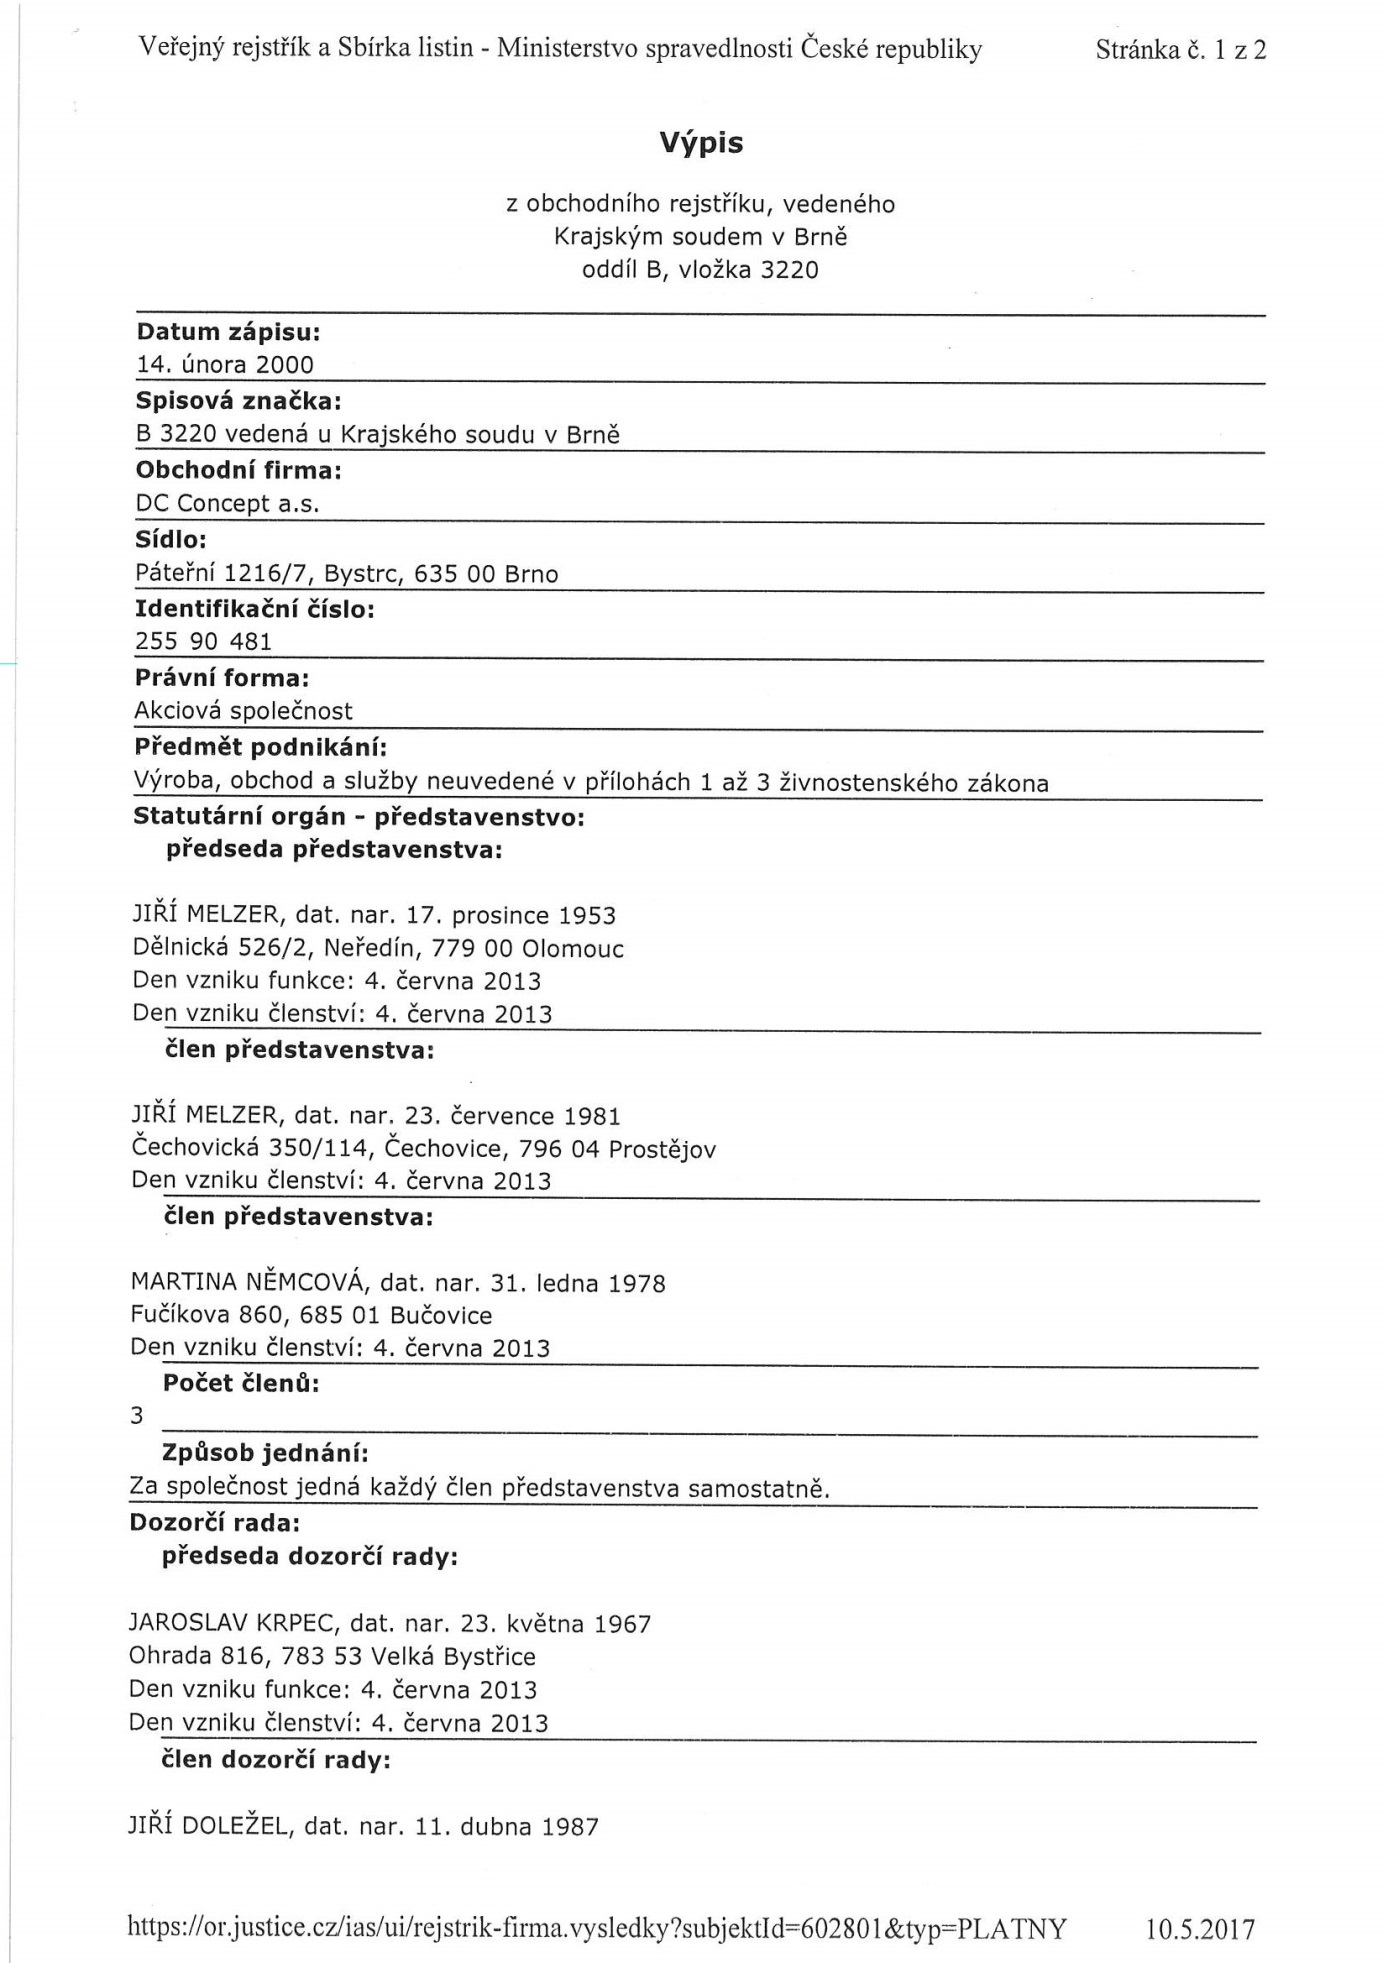 Veřejný rejstřík a Sbírka listin - Ministerstvo spravedlnosti České republiky Stránka č. 1 z 2
Výpis
z obchodního rejstříku, vedeného
Krajským soudem v Brně
oddíl B, vložka 3220
Datum zápisu:
14. února 2000
Spisová značka:
B 3220 vedená u Krajského soudu v Brně
Obchodní firma:
DC Concept a.s.
Sídlo:
Páteřní 1216/7, Bystrc, 635 00 Brno
Identifikační číslo:
255 90 481
Právní forma:
Akciová společnost
Předmět podnikání:
Výroba, obchod a služby neuvedené v přílohách 1 až 3 živnostenského zákona
Statutární orgán - představenstvo:
předseda představenstva:
JIŘÍ MELZER, dat. nar. 17. prosince 1953
Dělnická 526/2, Neředín, 779 00 Olomouc
Den vzniku funkce: 4. června 2013
Den vzniku členství: 4. června 2013
člen představenstva:
JIŘÍ MELZER, dat. nar. 23. července 1981
Čechovická 350/114, Čechovice, 796 04 Prostějov
Den vzniku členství: 4. června 2013
člen představenstva:
MARTINA NĚMCOVÁ, dat. nar. 31. ledna 1978
Fučíkova 860, 685 01 Bučovice
Den vzniku členství: 4. června 2013
Počet členů:
3
Způsob jednání:
Za společnost jedná každý člen představenstva samostatně.
Dozorčí rada:
předseda dozorčí rady:
JAROSLAV KRPEC, dat. nar. 23. května 1967
Ohrada 816, 783 53 Velká Bystřice
Den vzniku funkce: 4. června 2013
Den vzniku členství: 4. června 2013
člen dozorčí rady:
JIŘÍ DOLEŽEL, dat. nar. 11. dubna 1987
https://or.justice.cz/ias/ui/rejstrik-firma.vysledky?subjektId=602801&typ=PLATNY 10.5.2017